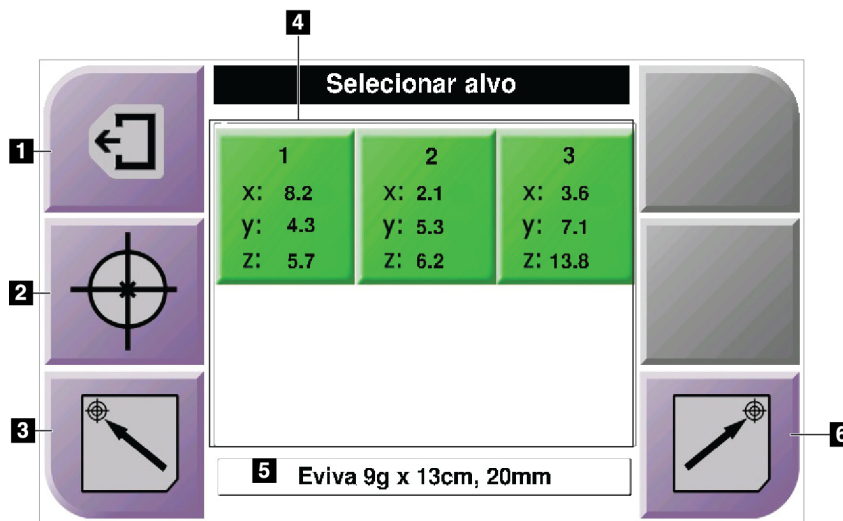 4
Selecionar alvo
1
1 2 3
x: 8.2 x: 2.1 x: 3.6
y: 4.3 y: 5.3 y: 7.1
z: 5.7 z: 6.2 z: 13.8
2
3
6
5 Eviva 9g x 13cm, 20mm